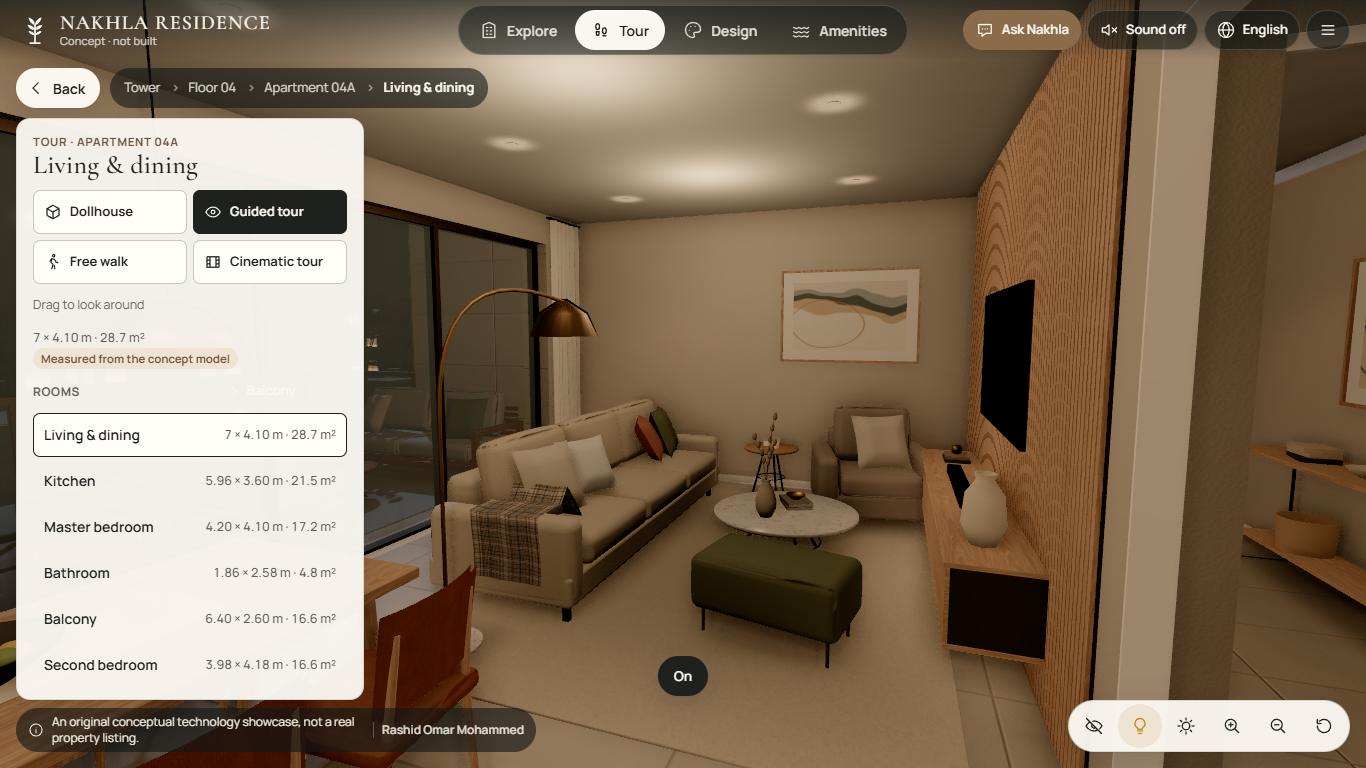 NAKHLA RESIDENCE
Concept · not built
Explore
Tour
Design
Amenities
Ask Nakhla
Sound off
English
Back
Tower > Floor 04 > Apartment 04A > Living & dining
TOUR · APARTMENT 04A
Living & dining
Dollhouse
Guided tour
Free walk
Cinematic tour
Drag to look around
7 × 4.10 m · 28.7 m²
Measured from the concept model
Balcony
ROOMS
Living & dining 7 × 4.10 m · 28.7 m²
Kitchen 5.96 × 3.60 m · 21.5 m²
Master bedroom 4.20 × 4.10 m · 17.2 m²
Bathroom 1.86 × 2.58 m · 4.8 m²
Balcony 6.40 × 2.60 m · 16.6 m²
Second bedroom 3.98 × 4.18 m · 16.6 m²
On
An original conceptual technology showcase, not a real
property listing.
Rashid Omar Mohammed